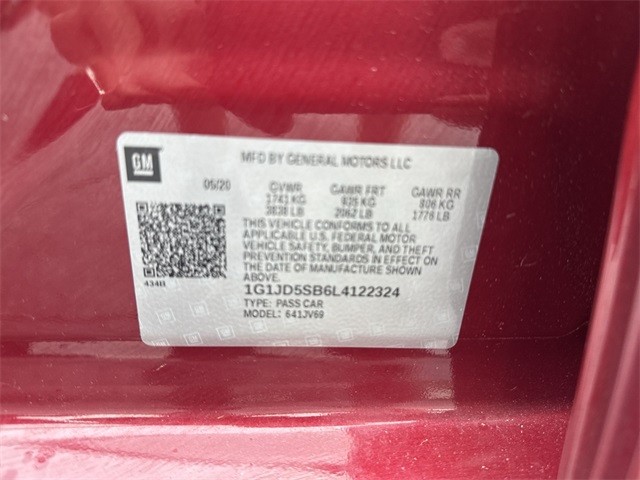 GM
MFD BY GENERAL MOTORS LLC
05/20 GVWR GAWR FRT GAWR RR
1741 KG 935 KG 806 KG
3838 LB 2062 LB 1776 LB
THIS VEHICLE CONFORMS TO ALL
APPLICABLE U.S. FEDERAL MOTOR
VEHICLE SAFETY, BUMPER, AND THEFT
PREVENTION STANDARDS IN EFFECT
ON THE DATE OF MANUFACTURE SHOWN
ABOVE.
434B
1G1JD5SB6L4122324
TYPE: PASS CAR
MODEL: 641JV69